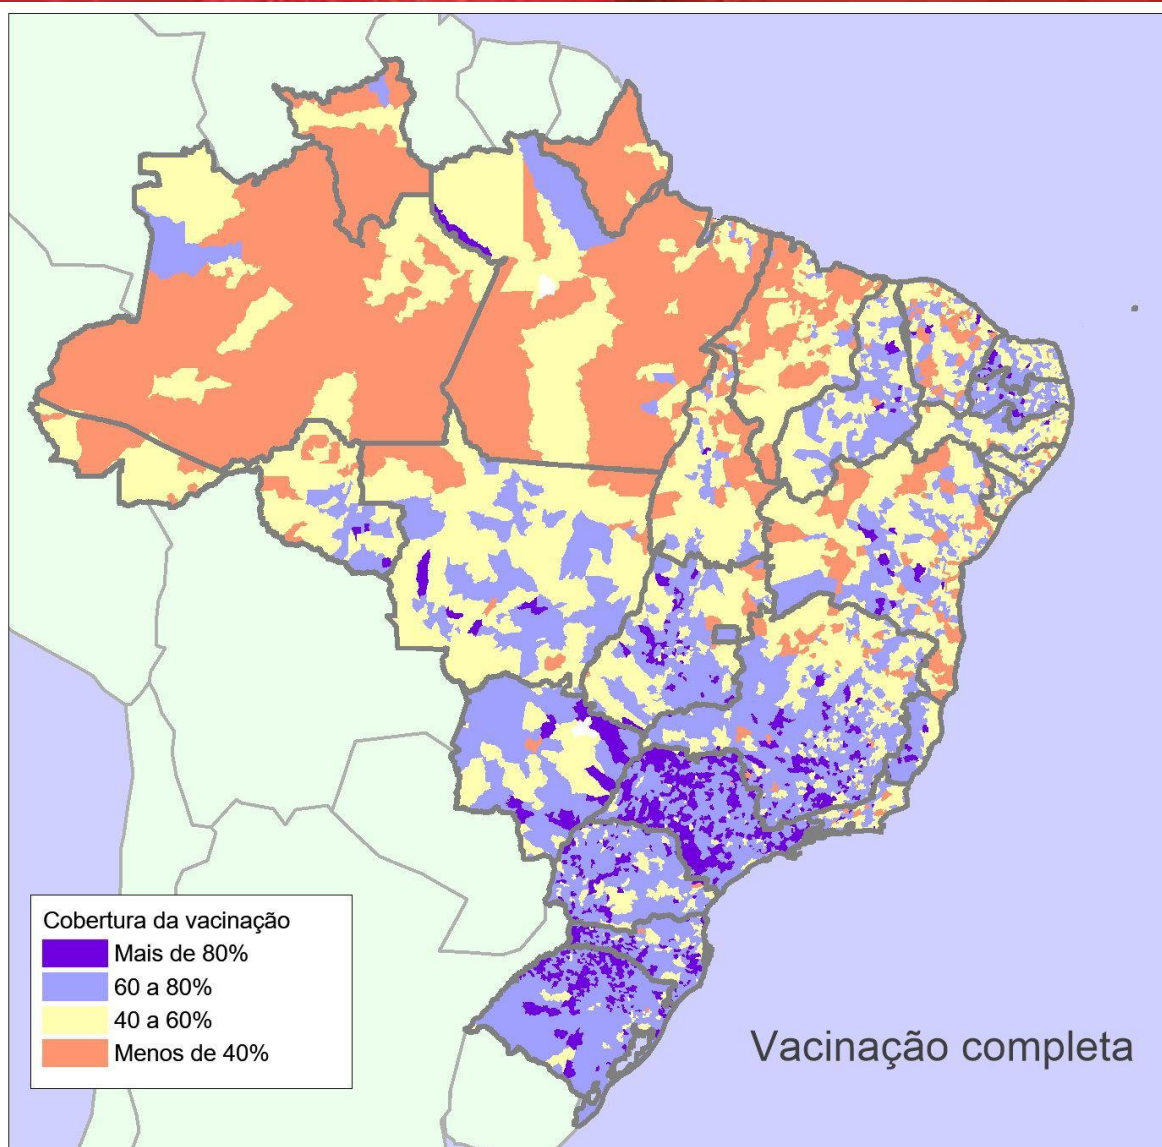 Cobertura da vacinação
Mais de 80%
60 a 80%
40 a 60%
Menos de 40%
Vacinação completa